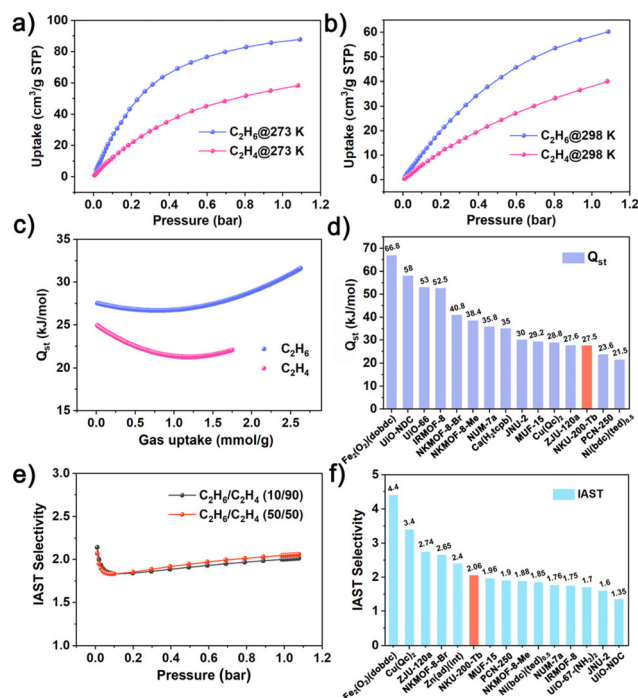 a)
Uptake (cm³/g STP)
100
80
60
40
20
0
C₂H₆@273 K
C₂H₄@273 K
0.0 0.2 0.4 0.6 0.8 1.0 1.2
Pressure (bar)
b)
Uptake (cm³/g STP)
60
50
40
30
20
10
0
C₂H₆@298 K
C₂H₄@298 K
0.0 0.2 0.4 0.6 0.8 1.0 1.2
Pressure (bar)
c)
Qst (kJ/mol)
35
30
25
20
15
C₂H₆
C₂H₄
0.0 0.5 1.0 1.5 2.0 2.5
Gas uptake (mmol/g)
d)
Qst (kJ/mol)
70
60
50
40
30
20
10
0
Qst
66.8 58 53 52.5 40.8 38.4 35.8 35 30 29.2 28.8 27.6 27.5 23.6 21.5
Fe₂(O₂)(dobdc)
UiO-NDC
UiO-66
IRMOF-8
NKMOF-8-Br
NKMOF-8-Me
NUM-7a
Ca(H₂tcpb)
JNU-2
MUF-15
Cu(Qc)₂
ZJU-120a
NKU-200-Tb
PCN-250
Ni(bdc)(ted)₀.₅
e)
IAST Selectivity
3.0
2.5
2.0
1.5
1.0
C₂H₆/C₂H₄ (10/90)
C₂H₆/C₂H₄ (50/50)
0.0 0.2 0.4 0.6 0.8 1.0 1.2
Pressure (bar)
f)
IAST Selectivity
5
4
3
2
1
0
IAST
4.4 3.4 2.74 2.65 2.4 2.06 1.96 1.9 1.88 1.85 1.76 1.75 1.7 1.6 1.35
Fe₂(O₂)(dobdc)
Cu(Qc)₂
ZJU-120a
NKMOF-8-Br
Zn(ad)(int)
NKU-200-Tb
MUF-15
PCN-250
NKMOF-8-Me
Ni(bdc)(ted)₀.₅
NUM-7a
IRMOF-8
UiO-67-(NH₂)₂
JNU-2
UiO-NDC